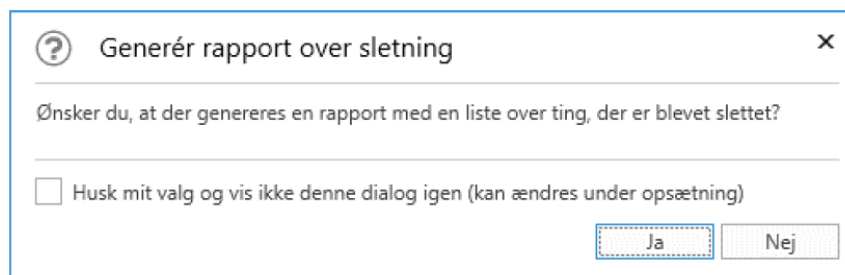 Generér rapport over sletning
Ønsker du, at der genereres en rapport med en liste over ting, der er blevet slettet?
Husk mit valg og vis ikke denne dialog igen (kan ændres under opsætning)
Ja Nej